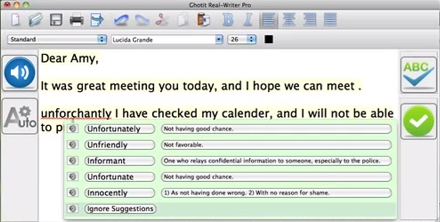 Ghotit Real-Writer Pro
Standard Lucida Grande 26
Dear Amy,
It was great meeting you today, and I hope we can meet .
unforchantly I have checked my calender, and I will not be able
to p
ABC
Auto
Unfortunately Not having good chance.
Unfriendly Not favorable.
Informant One who relays confidential information to someone, especially to the police.
Unfortunate Not having good chance.
Innocently 1) As not having done wrong. 2) With no reason for shame.
Ignore Suggestions